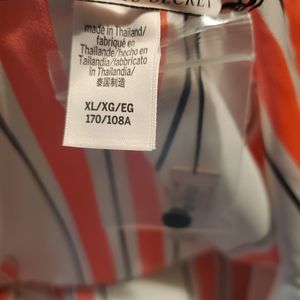 SECRET
made in Thailand/
fabriqué en
Thaïlande/hecho en
Tailandia/fabbricato
in Thailandia/
泰国制造
XL/XG/EG
170/108A